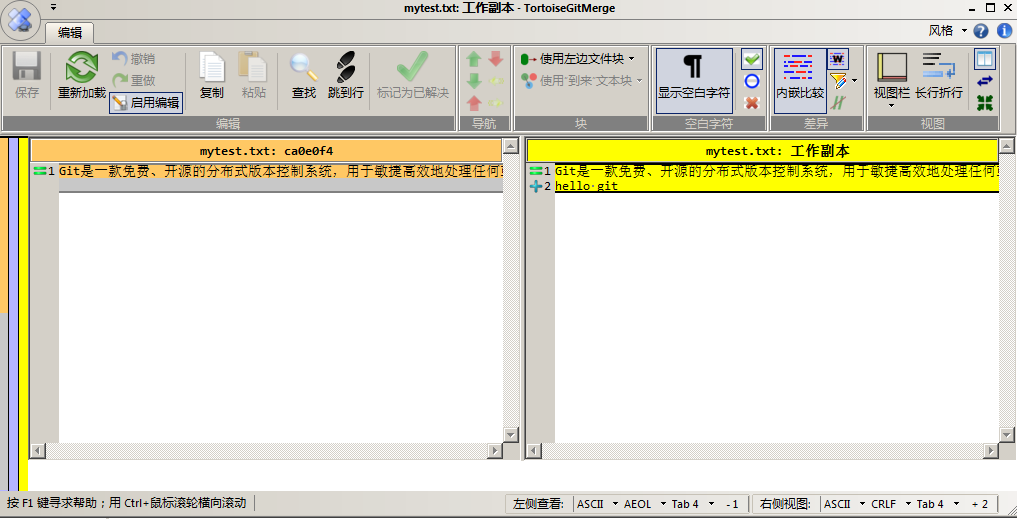 mytest.txt: 工作副本 - TortoiseGitMerge
编辑
风格
保存
重新加载
撤销
重做
启用编辑
复制
粘贴
查找
跳到行
标记为已解决
编辑
导航
使用左边文件块
使用"到来"文本块
块
显示空白字符
空白字符
内嵌比较
差异
视图栏
长行折行
视图
mytest.txt: ca0e0f4
1 Git是一款免费、开源的分布式版本控制系统，用于敏捷高效地处理任何
mytest.txt: 工作副本
1 Git是一款免费、开源的分布式版本控制系统，用于敏捷高效地处理任何
2 hello·git
按 F1 键寻求帮助；用 Ctrl+鼠标滚轮横向滚动
左侧查看: ASCII AEOL Tab 4 - 1
右侧视图: ASCII CRLF Tab 4 + 2